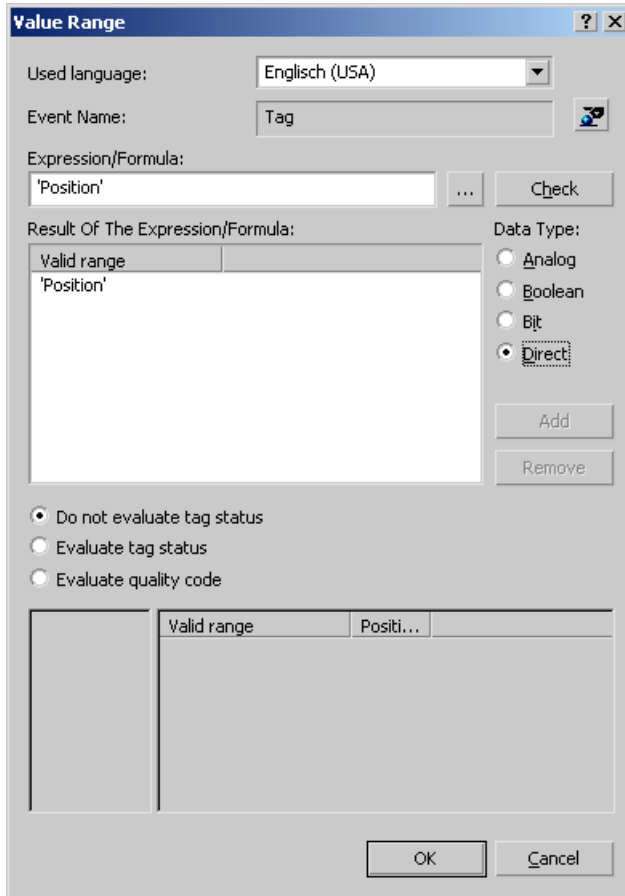 Value Range
Used language: Englisch (USA)
Event Name: Tag
Expression/Formula:
'Position' ... Check
Result Of The Expression/Formula: Data Type:
Valid range
'Position'
Analog
Boolean
Bit
Direct
Add
Remove
Do not evaluate tag status
Evaluate tag status
Evaluate quality code
Valid range Positi...
OK Cancel